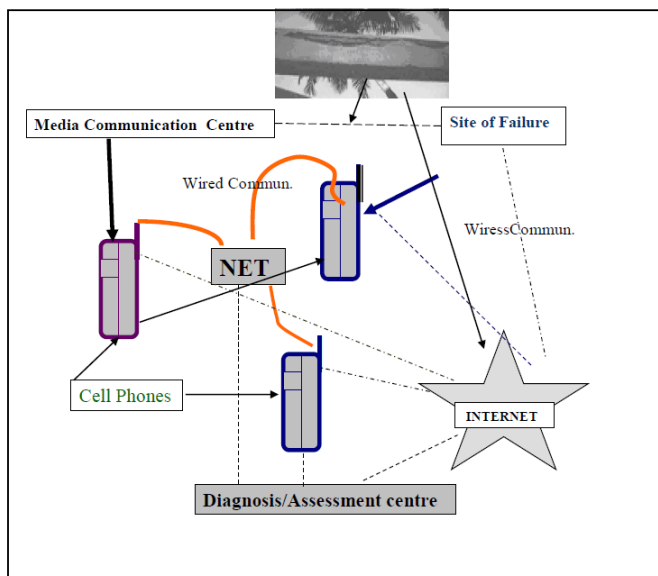 Media Communication Centre
Site of Failure
Wired Commun.
WiressCommun.
NET
Cell Phones
INTERNET
Diagnosis/Assessment centre